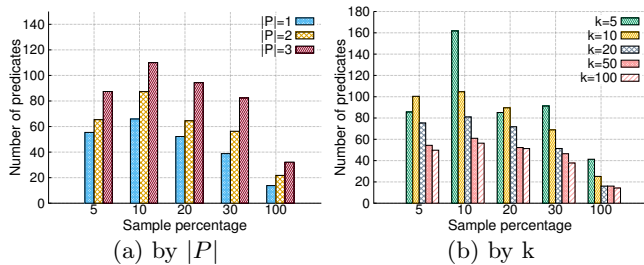 140
120
100
80
60
40
20
0
Number of predicates
|P|=1
|P|=2
|P|=3
5 10 20 30 100
Sample percentage
(a) by |P|
180
160
140
120
100
80
60
40
20
0
Number of predicates
k=5
k=10
k=20
k=50
k=100
5 10 20 30 100
Sample percentage
(b) by k